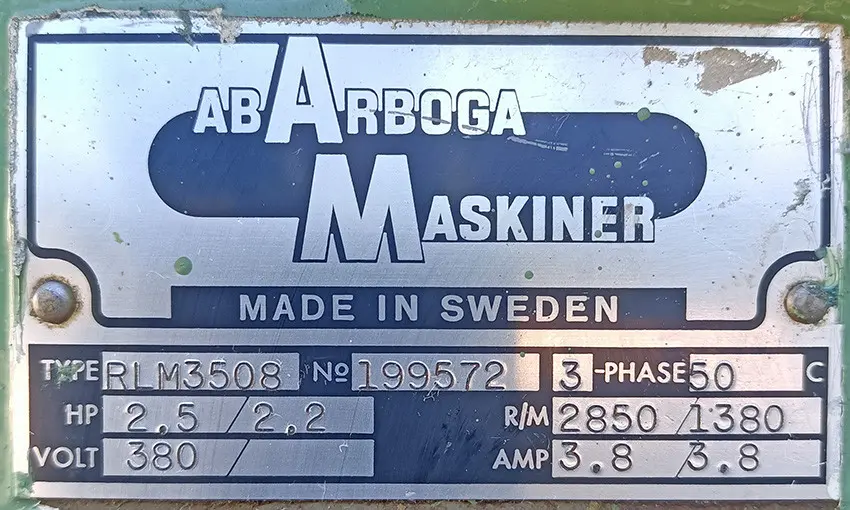 AB ARBOGA
MASKINER
MADE IN SWEDEN
TYPE RLM3508 No 199572 3-PHASE 50 C
HP 2.5 / 2.2 R/M 2850 / 1380
VOLT 380 / AMP 3.8 / 3.8